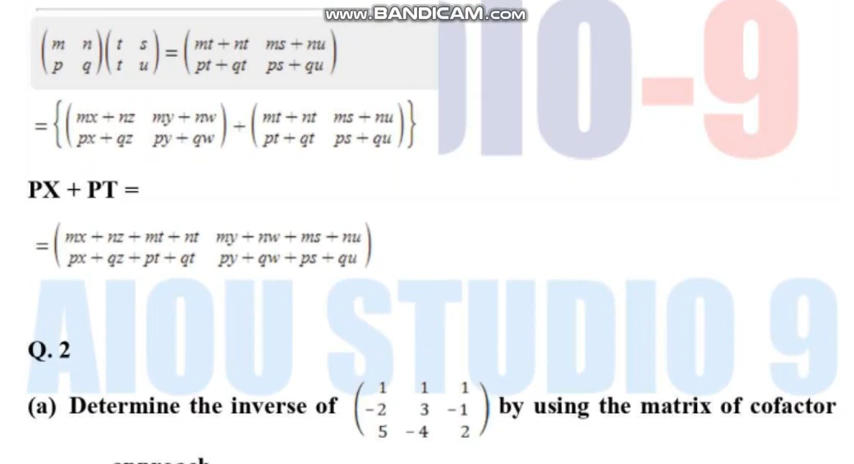 www.BANDICAM.com
(m n)(t s) = (mt + nt ms + nu)
(p q)(t u) (pt + qt ps + qu)
= {(mx + nz my + nw) + (mt + nt ms + nu)}
(px + qz py + qw) (pt + qt ps + qu)
IO-9
PX + PT =
= (mx + nz + mt + nt my + nw + ms + nu)
(px + qz + pt + qt py + qw + ps + qu)
AIOU STUDIO 9
Q. 2
(a) Determine the inverse of (1 1 1 / -2 3 -1 / 5 -4 2) by using the matrix of cofactor